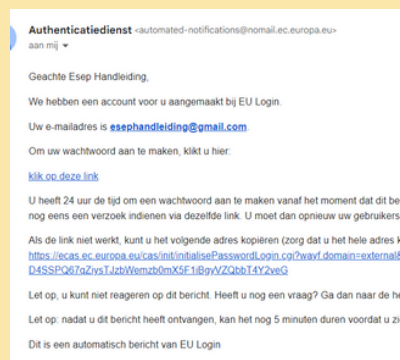 Authenticatiedienst <automated-notifications@nomail.ec.europa.eu>
aan mij
Geachte Esep Handleiding,
We hebben een account voor u aangemaakt bij EU Login.
Uw e-mailadres is esephandleiding@gmail.com.
Om uw wachtwoord aan te maken, klikt u hier:
klik op deze link
U heeft 24 uur de tijd om een wachtwoord aan te maken vanaf het moment dat dit be
nog eens een verzoek indienen via dezelfde link. U moet dan opnieuw uw gebruikers
Als de link niet werkt, kunt u het volgende adres kopiëren (zorg dat u het hele adres k
https://ecas.ec.europa.eu/cas/init/initialisePasswordLogin.cgi?wayf.domain=external&
D4SSPQ67qZiysTJzbWemzb0mX5F1iBgyVZQbbT4Y2veG
Let op, u kunt niet reageren op dit bericht. Heeft u nog een vraag? Ga dan naar de he
Let op: nadat u dit bericht heeft ontvangen, kan het nog 5 minuten duren voordat u zi
Dit is een automatisch bericht van EU Login